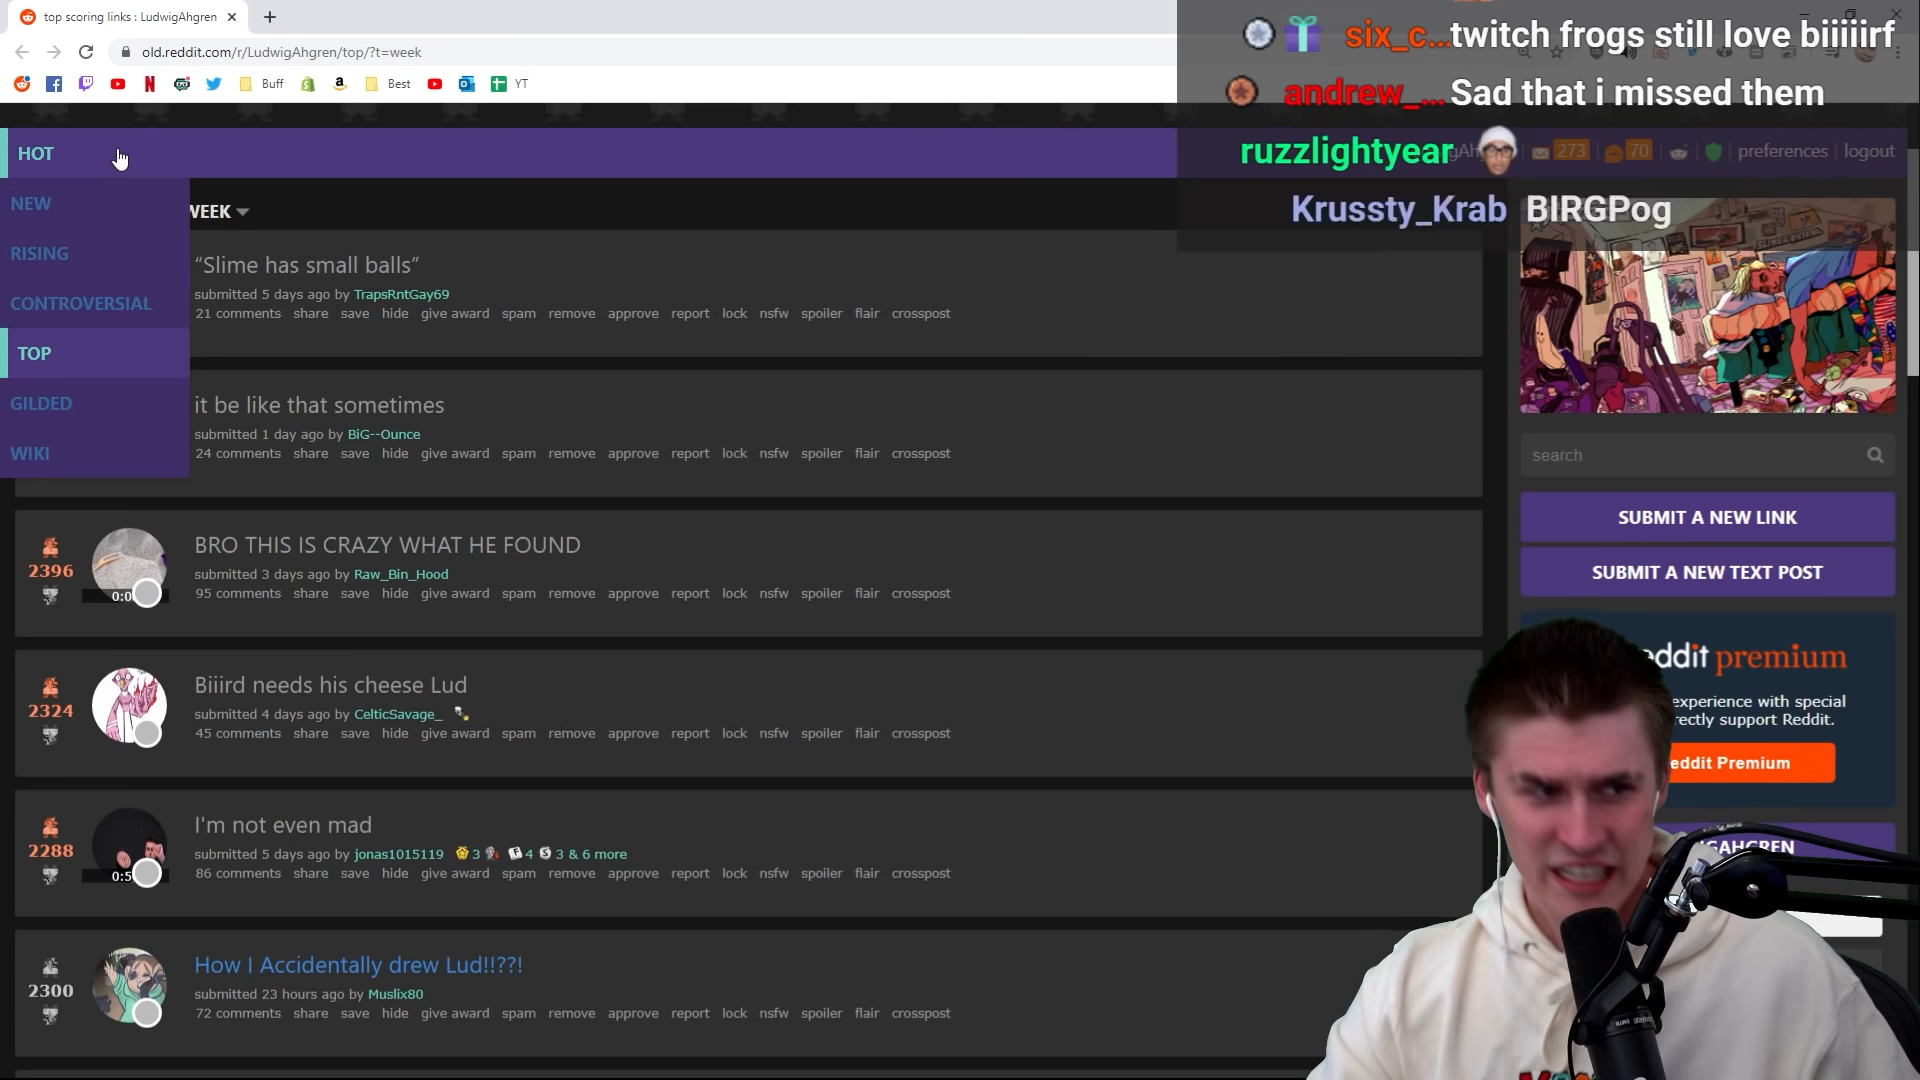 top scoring links : LudwigAhgren
old.reddit.com/r/LudwigAhgren/top/?t=week
Buff
Best
YT
six_c... twitch frogs still love biiiiirf
andrew_... Sad that i missed them
ruzzlightyear
Krussty_Krab BIRGPog
273 | 70 | | | preferences | logout
HOT
NEW
RISING
CONTROVERSIAL
TOP
GILDED
WIKI
WEEK
“Slime has small balls”
submitted 5 days ago by TrapsRntGay69
21 comments share save hide give award spam remove approve report lock nsfw spoiler flair crosspost
it be like that sometimes
submitted 1 day ago by BiG--Ounce
24 comments share save hide give award spam remove approve report lock nsfw spoiler flair crosspost
2396
0:0
BRO THIS IS CRAZY WHAT HE FOUND
submitted 3 days ago by Raw_Bin_Hood
95 comments share save hide give award spam remove approve report lock nsfw spoiler flair crosspost
2324
Biiird needs his cheese Lud
submitted 4 days ago by CelticSavage_
45 comments share save hide give award spam remove approve report lock nsfw spoiler flair crosspost
2288
0:5
I'm not even mad
submitted 5 days ago by jonas1015119 3 4 3 & 6 more
86 comments share save hide give award spam remove approve report lock nsfw spoiler flair crosspost
2300
How I Accidentally drew Lud!!??!
submitted 23 hours ago by Muslix80
72 comments share save hide give award spam remove approve report lock nsfw spoiler flair crosspost
search
SUBMIT A NEW LINK
SUBMIT A NEW TEXT POST
eddit premium
experience with special
rectly support Reddit.
eddit Premium
GAHGREN